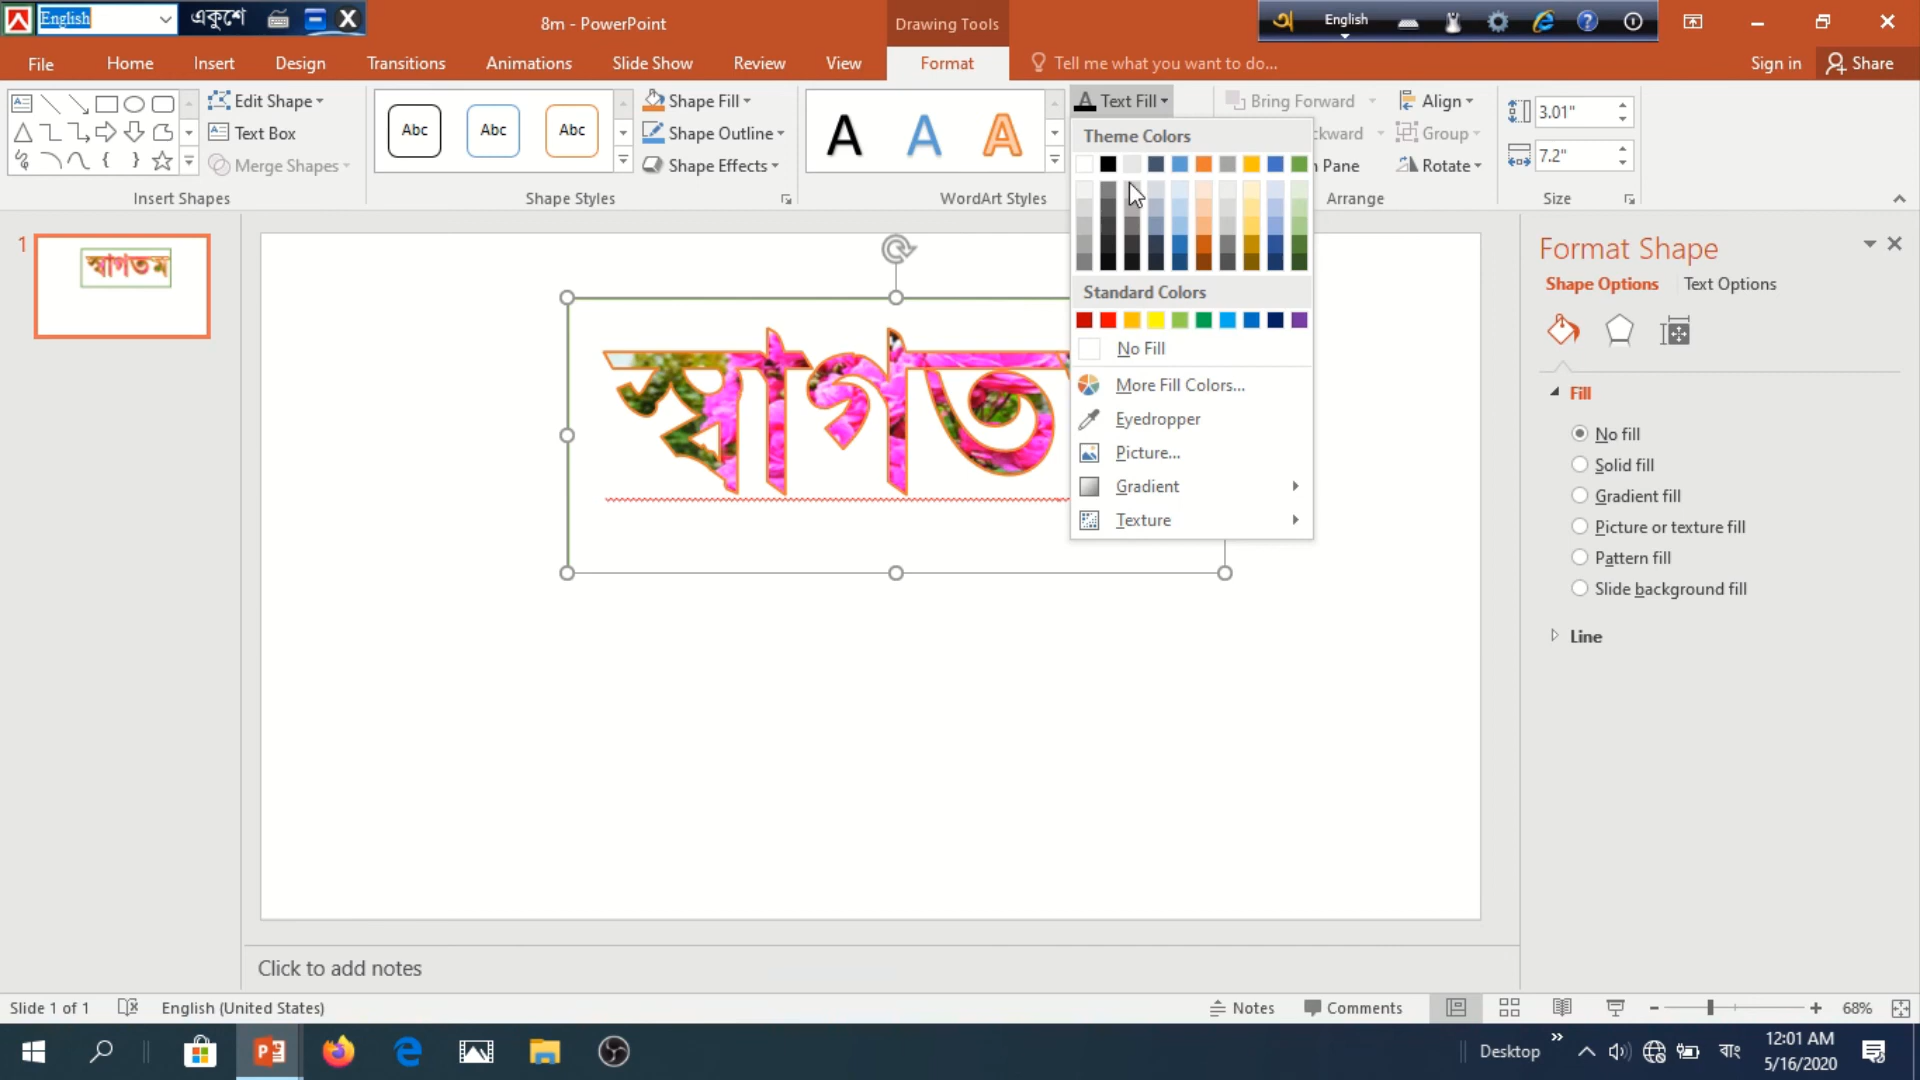 English একুশে X
8m - PowerPoint
Drawing Tools
অ English
File Home Insert Design Transitions Animations Slide Show Review View Format Tell me what you want to do... Sign in Share
Edit Shape
Text Box
Merge Shapes
Insert Shapes
Abc Abc Abc
Shape Fill
Shape Outline
Shape Effects
Shape Styles
A A A
WordArt Styles
A Text Fill
Bring Forward
Align
Group
Pane
Rotate
Arrange
3.01"
7.2"
Size
Theme Colors
Standard Colors
No Fill
More Fill Colors...
Eyedropper
Picture...
Gradient
Texture
1
স্বাগতম
স্বাগত
Format Shape
Shape Options Text Options
Fill
No fill
Solid fill
Gradient fill
Picture or texture fill
Pattern fill
Slide background fill
Line
Click to add notes
Slide 1 of 1 English (United States) Notes Comments 68%
Desktop বাং 12:01 AM
5/16/2020